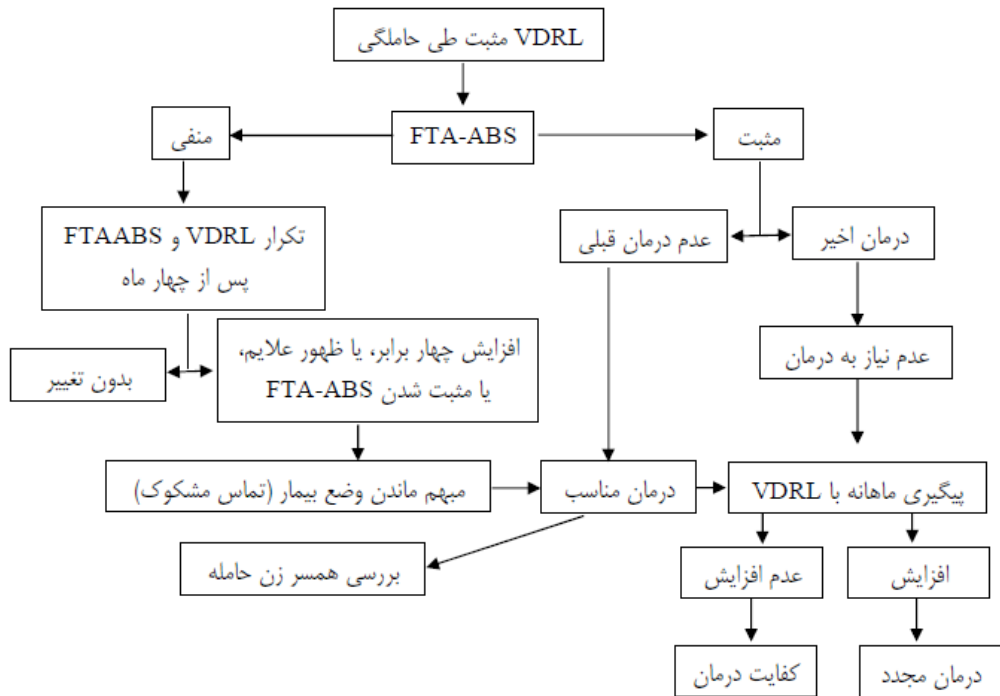 VDRL مثبت طی حاملگی
منفی
FTA-ABS
مثبت
تکرار VDRL و FTAABS
پس از چهار ماه
عدم درمان قبلی
درمان اخیر
بدون تغییر
افزایش چهار برابر، یا ظهور علایم،
یا مثبت شدن FTA-ABS
عدم نیاز به درمان
مبهم ماندن وضع بیمار (تماس مشکوک)
درمان مناسب
پیگیری ماهانه با VDRL
بررسی همسر زن حامله
عدم افزایش
افزایش
کفایت درمان
درمان مجدد